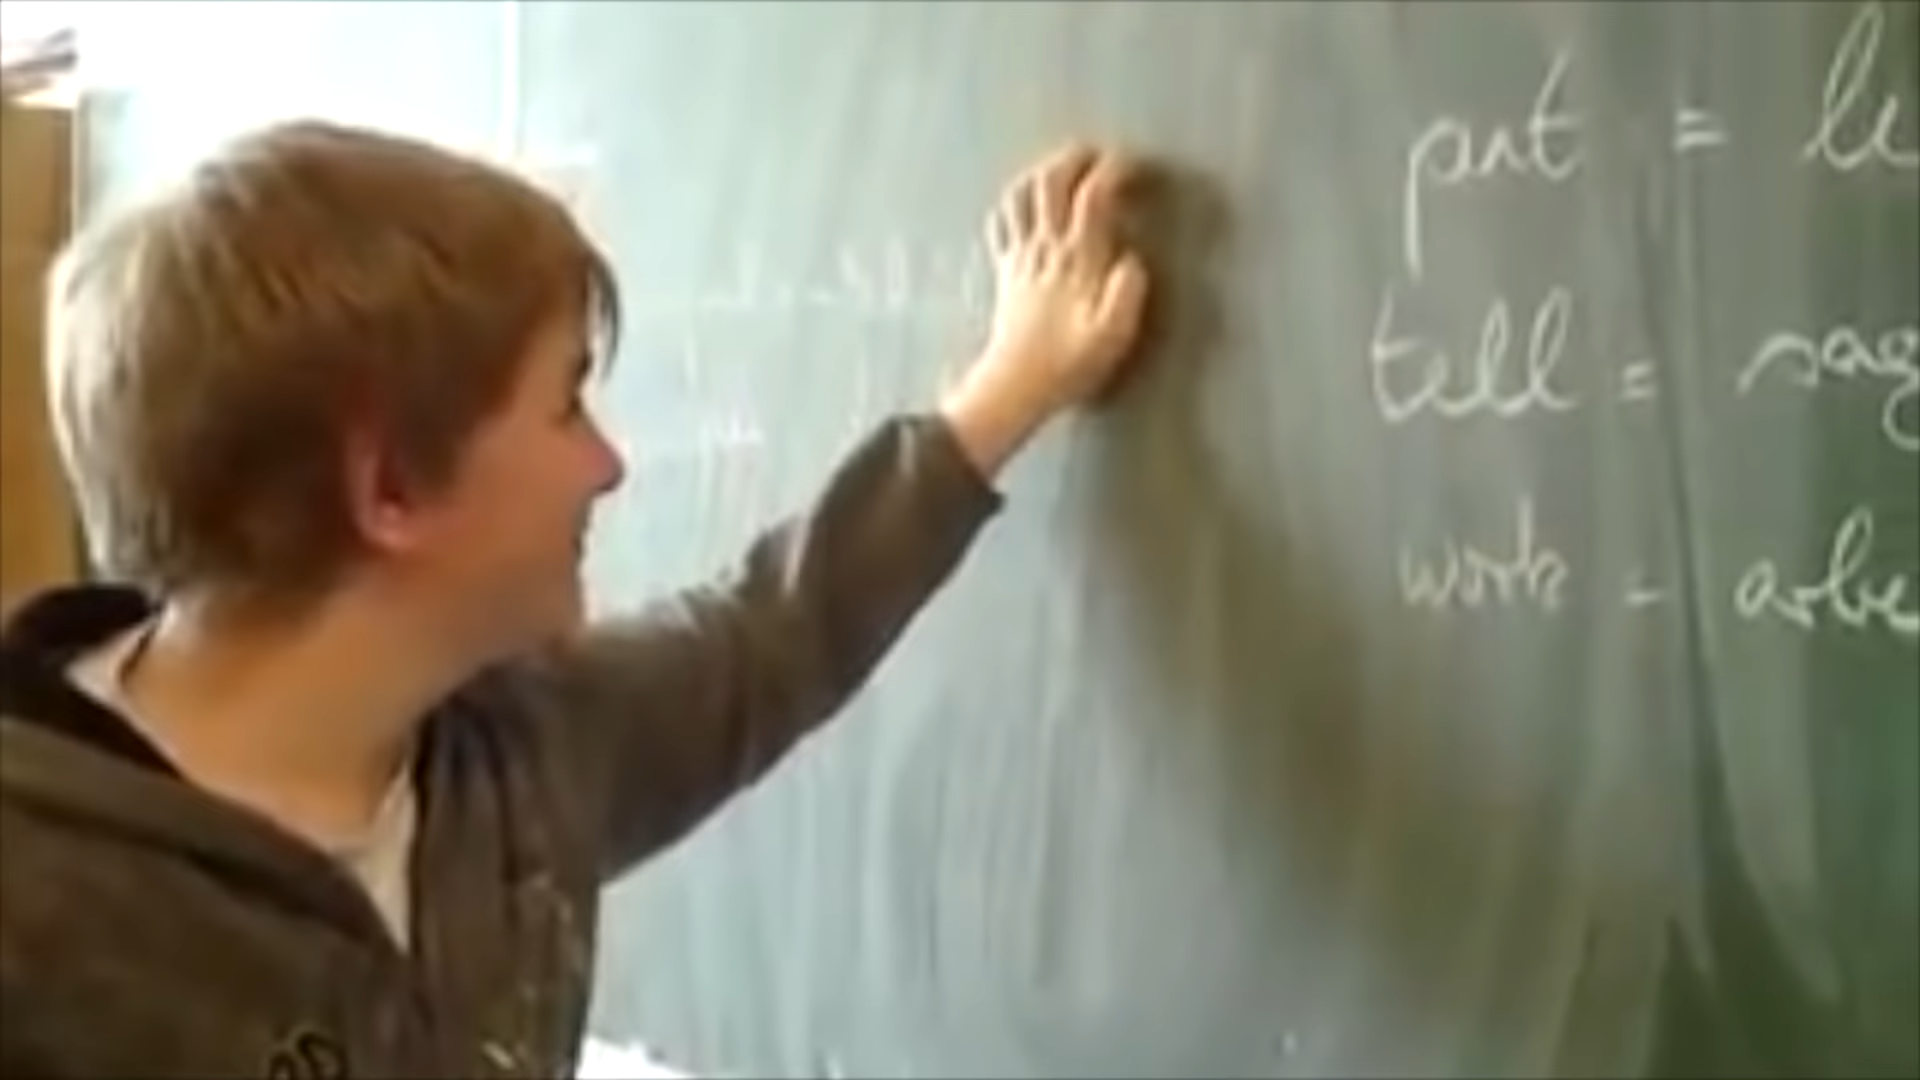 put = le
tell = sag
work - arbe